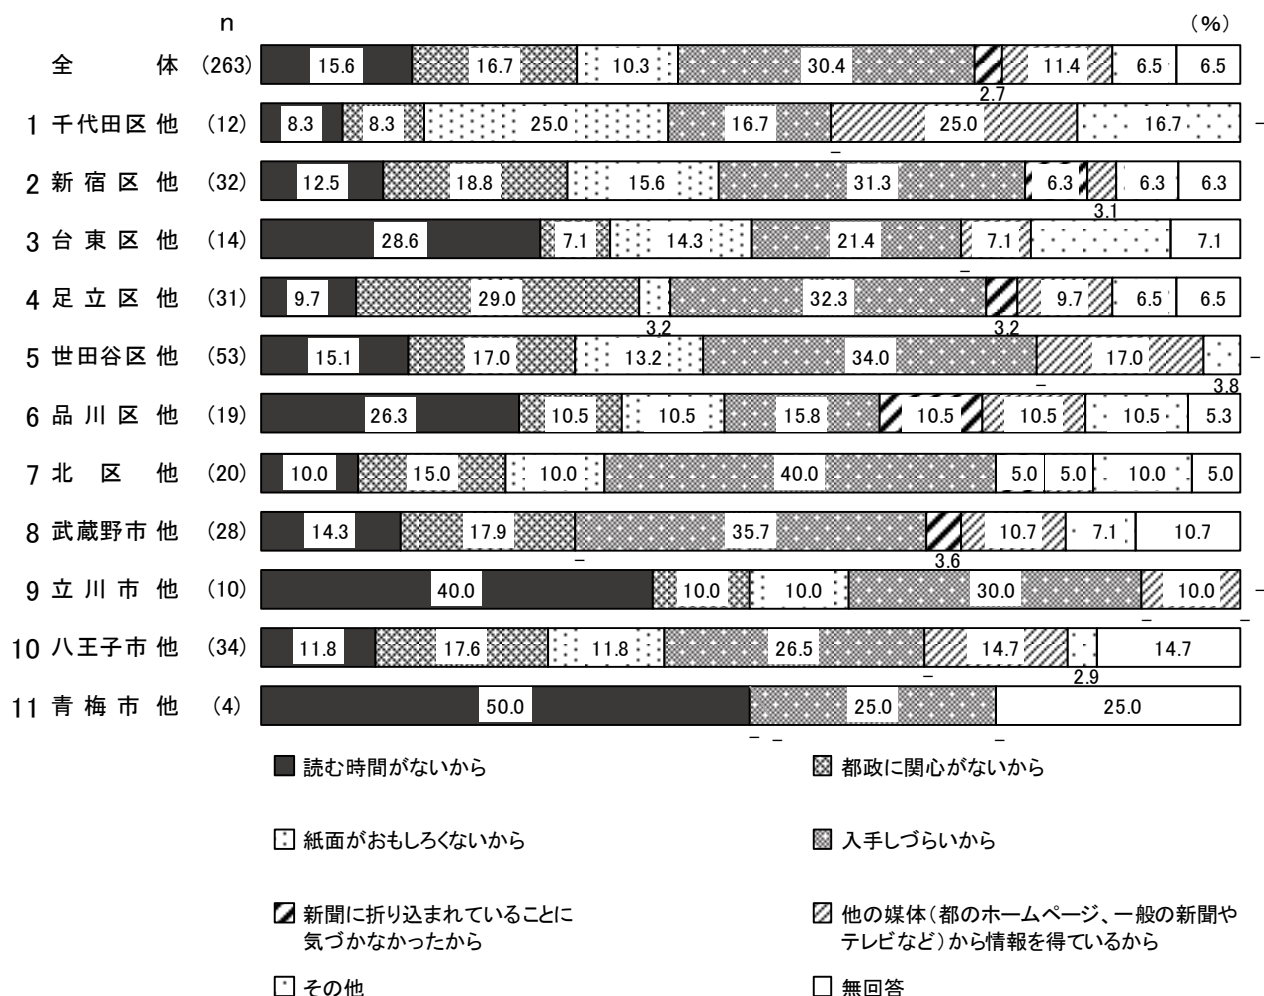 n (%)
全体 (263) 15.6 16.7 10.3 30.4 11.4 6.5 6.5
2.7
1 千代田区他 (12) 8.3 8.3 25.0 16.7 25.0 16.7 −
−
2 新宿区他 (32) 12.5 18.8 15.6 31.3 6.3 6.3 6.3
3.1
3 台東区他 (14) 28.6 7.1 14.3 21.4 7.1 7.1
−
4 足立区他 (31) 9.7 29.0 32.3 9.7 6.5 6.5
3.2 3.2
5 世田谷区他 (53) 15.1 17.0 13.2 34.0 17.0 −
− 3.8
6 品川区他 (19) 26.3 10.5 10.5 15.8 10.5 10.5 10.5 5.3
7 北区他 (20) 10.0 15.0 10.0 40.0 5.0 5.0 10.0 5.0
8 武蔵野市他 (28) 14.3 17.9 35.7 10.7 7.1 10.7
− 3.6
9 立川市他 (10) 40.0 10.0 10.0 30.0 10.0 −
− −
10 八王子市他 (34) 11.8 17.6 11.8 26.5 14.7 14.7
− 2.9
11 青梅市他 (4) 50.0 25.0 25.0
− − −
読む時間がないから 都政に関心がないから
紙面がおもしろくないから 入手しづらいから
新聞に折り込まれていることに 他の媒体（都のホームページ、一般の新聞や
気づかなかったから テレビなど）から情報を得ているから
その他 無回答